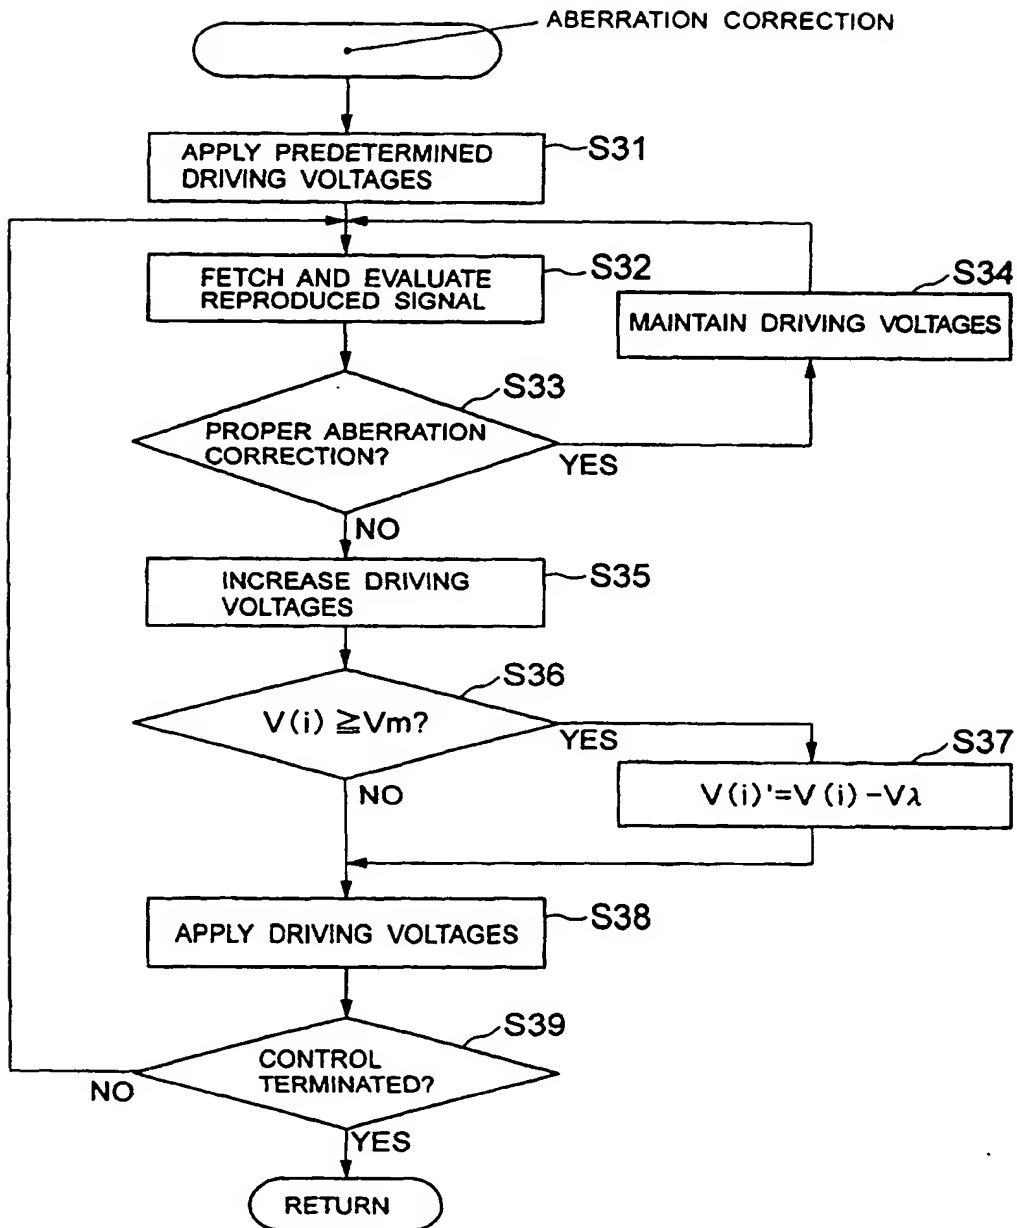 ABERRATION CORRECTION
APPLY PREDETERMINED
DRIVING VOLTAGES
S31
FETCH AND EVALUATE
REPRODUCED SIGNAL
S32
S34
MAINTAIN DRIVING VOLTAGES
S33
PROPER ABERRATION
CORRECTION?
YES
NO
INCREASE DRIVING
VOLTAGES
S35
S36
V(i) ≧ Vm?
YES
NO
S37
V(i)'=V(i)-Vλ
APPLY DRIVING VOLTAGES
S38
S39
CONTROL
TERMINATED?
NO
YES
RETURN